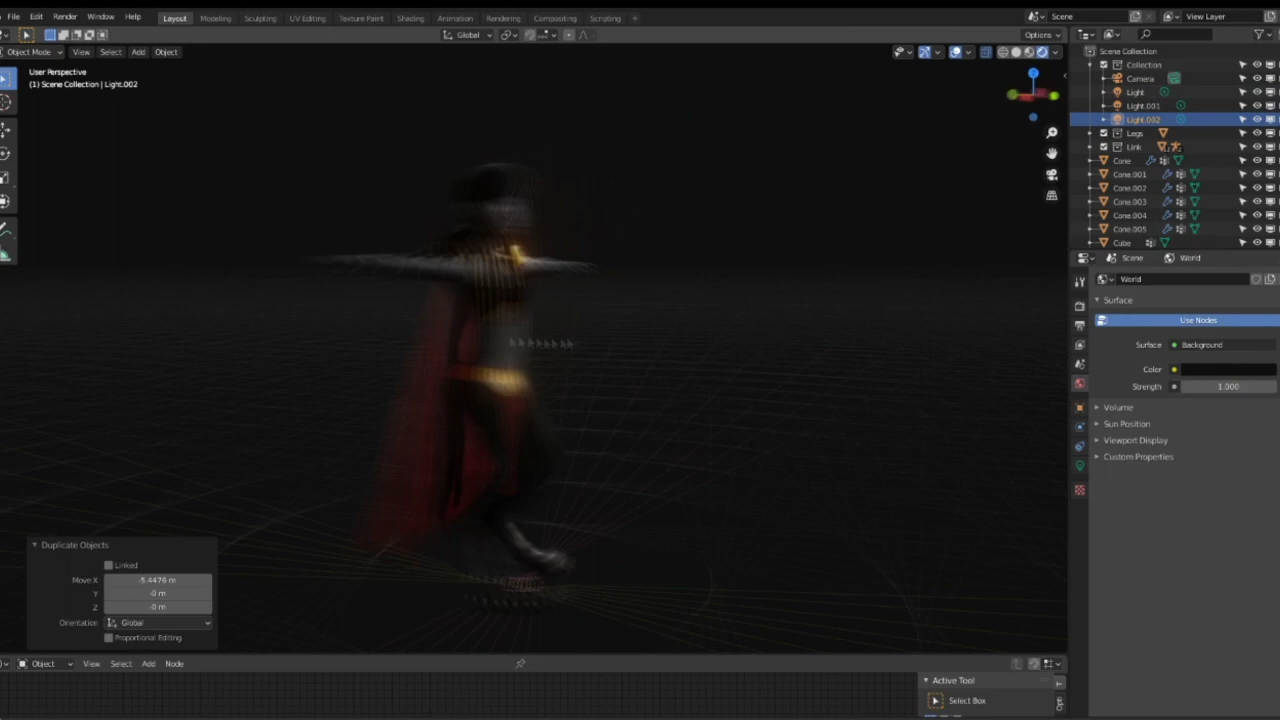 File Edit Render Window Help Layout Modeling Sculpting UV Editing Texture Paint Shading Animation Rendering Compositing Scripting + Scene View Layer
Global Options
Object Mode View Select Add Object
User Perspective
(1) Scene Collection | Light.002
Scene Collection
Collection
Camera
Light
Light.001
Light.002
Legs
Link
Cone
Cone.001
Cone.002
Cone.003
Cone.004
Cone.005
Cube
Scene World
World
Surface
Use Nodes
Surface Background
Color
Strength 1.000
Volume
Sun Position
Viewport Display
Custom Properties
Duplicate Objects
Linked
Move X -5.4476 m
Y -0 m
Z -0 m
Orientation Global
Proportional Editing
Object View Select Add Node
Active Tool
Select Box